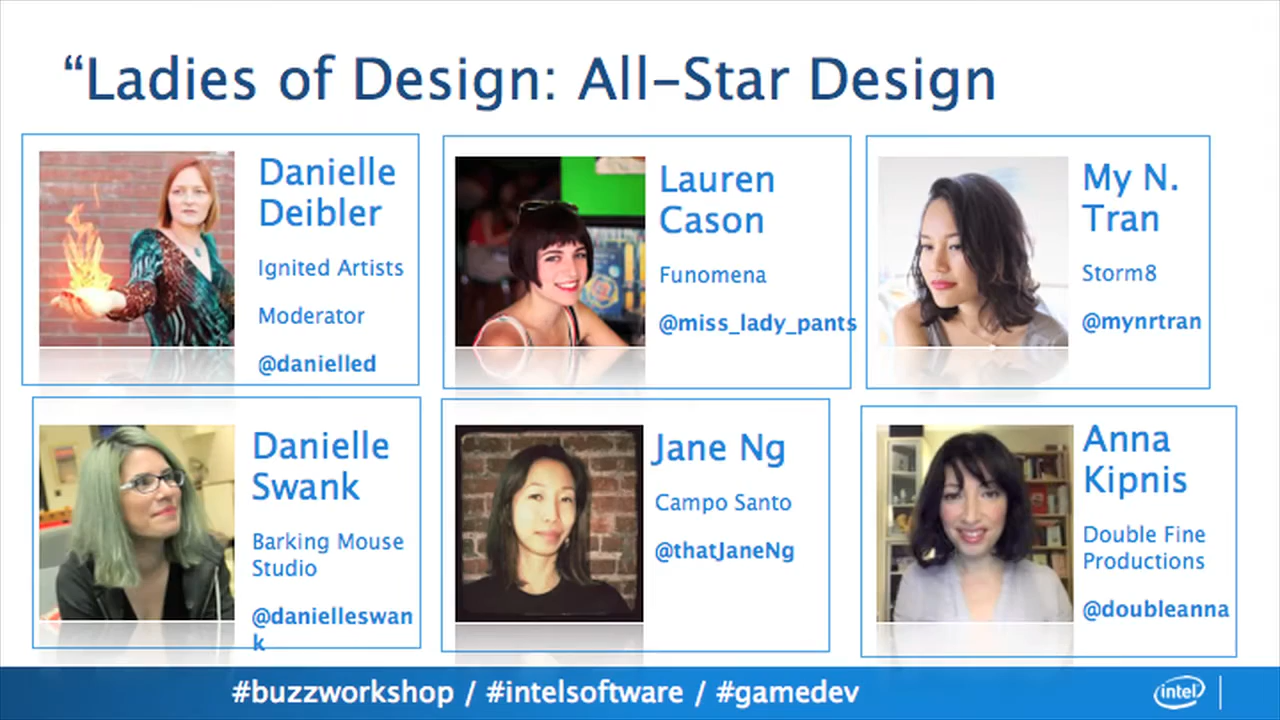 “Ladies of Design: All-Star Design
Danielle
Deibler
Ignited Artists
Moderator
@danielled
Lauren
Cason
Funomena
@miss_lady_pants
My N.
Tran
Storm8
@mynrtran
Danielle
Swank
Barking Mouse
Studio
@danielleswan
k
Jane Ng
Campo Santo
@thatJaneNg
Anna
Kipnis
Double Fine
Productions
@doubleanna
#buzzworkshop / #intelsoftware / #gamedev
intel